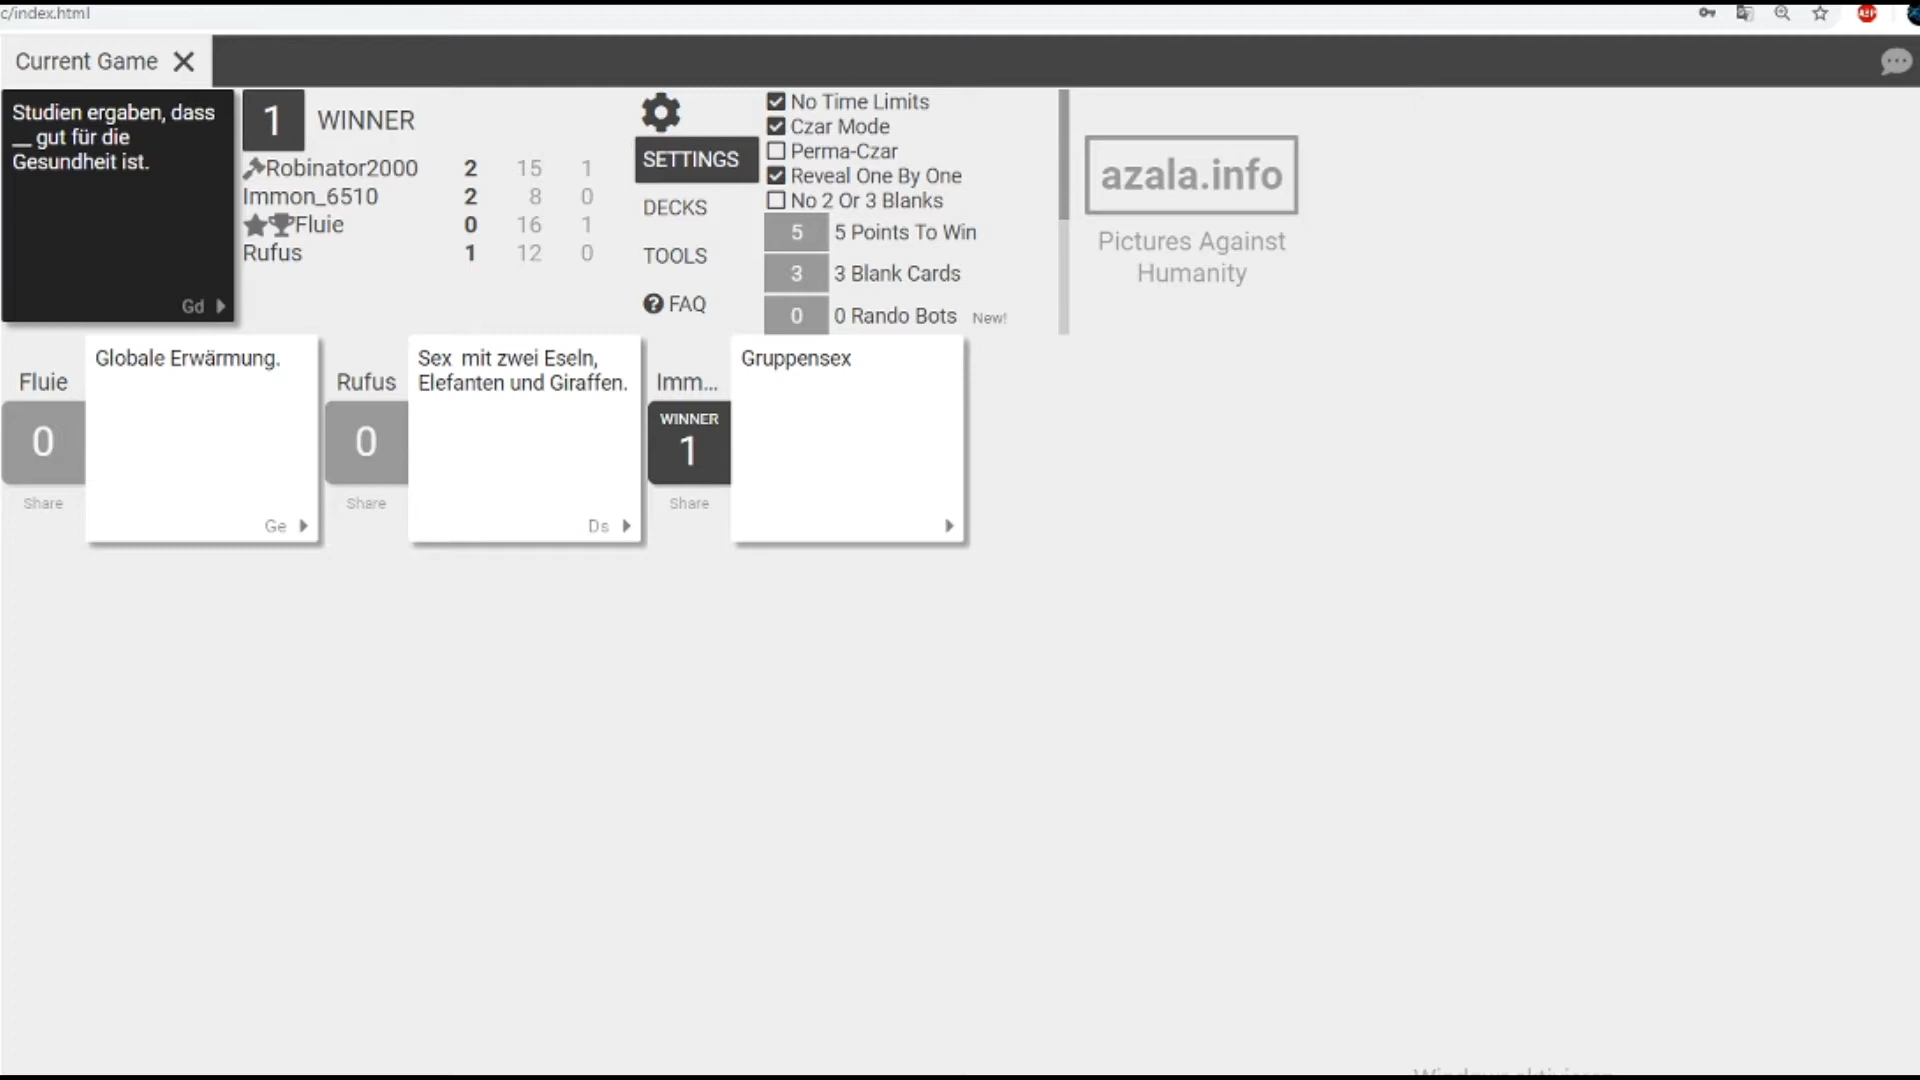 c/index.html
Current Game
Studien ergaben, dass
__ gut für die
Gesundheit ist.
Gd
1 WINNER
Robinator2000 2 15 1
Immon_6510 2 8 0
Fluie 0 16 1
Rufus 1 12 0
SETTINGS
DECKS
TOOLS
FAQ
No Time Limits
Czar Mode
Perma-Czar
Reveal One By One
No 2 Or 3 Blanks
5 5 Points To Win
3 3 Blank Cards
0 0 Rando Bots New!
azala.info
Pictures Against
Humanity
Fluie
0
Share
Globale Erwärmung.
Ge
Rufus
0
Share
Sex  mit zwei Eseln,
Elefanten und Giraffen.
Ds
Imm...
WINNER
1
Share
Gruppensex